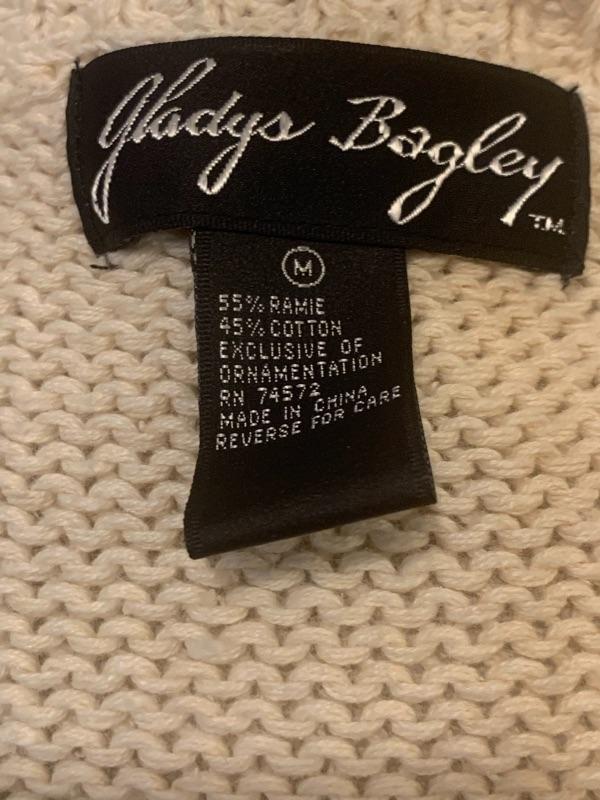 Gladys Bagley TM
M
55% RAMIE
45% COTTON
EXCLUSIVE OF
ORNAMENTATION
RN 74572
MADE IN CHINA
REVERSE FOR CARE